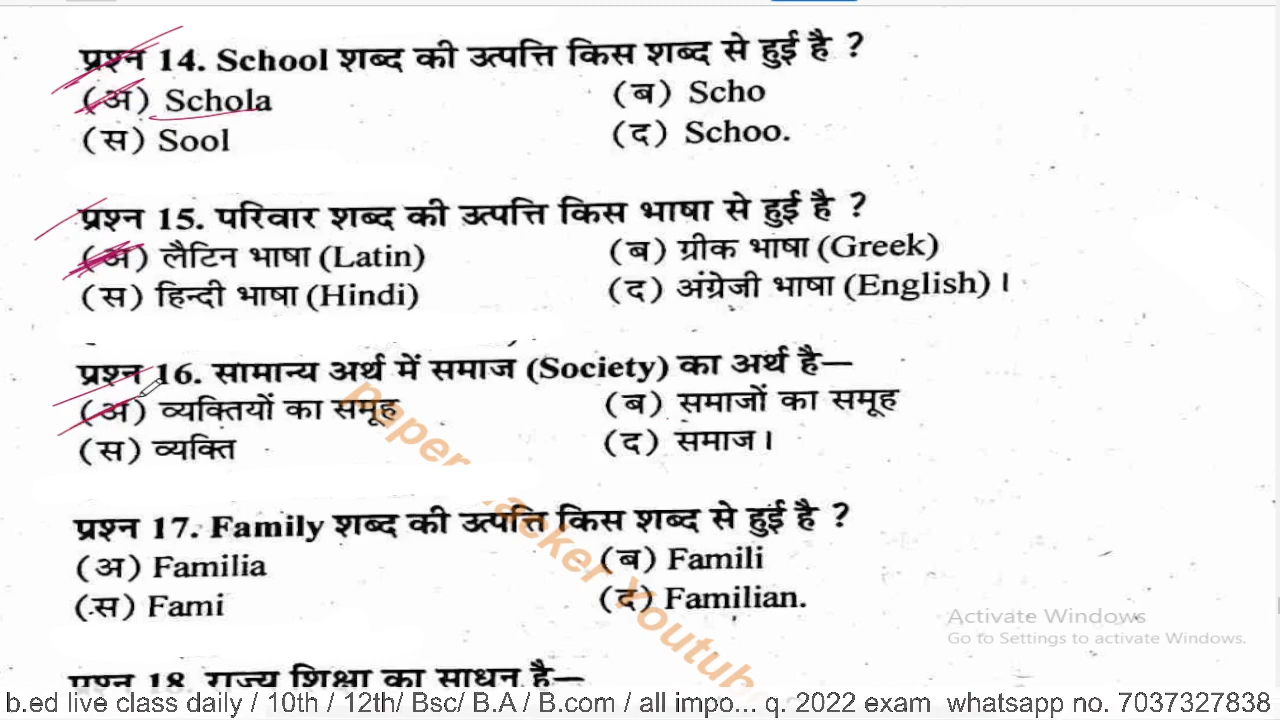 प्रश्न 14. School शब्द की उत्पत्ति किस शब्द से हुई है ?
(अ) Schola (ब) Scho
(स) Sool (द) Schoo.
प्रश्न 15. परिवार शब्द की उत्पत्ति किस भाषा से हुई है ?
(अ) लैटिन भाषा (Latin) (ब) ग्रीक भाषा (Greek)
(स) हिन्दी भाषा (Hindi) (द) अंग्रेजी भाषा (English)।
प्रश्न 16. सामान्य अर्थ में समाज (Society) का अर्थ है—
(अ) व्यक्तियों का समूह (ब) समाजों का समूह
(स) व्यक्ति (द) समाज।
प्रश्न 17. Family शब्द की उत्पत्ति किस शब्द से हुई है ?
(अ) Familia (ब) Famili
(स) Fami (द) Familian.
प्रश्न 18. राज्य शिक्षा का साधन है—
paper Youtub
Activate Windows
Go to Settings to activate Windows.
b.ed live class daily / 10th / 12th/ Bsc/ B.A / B.com / all impo... q. 2022 exam whatsapp no. 7037327838